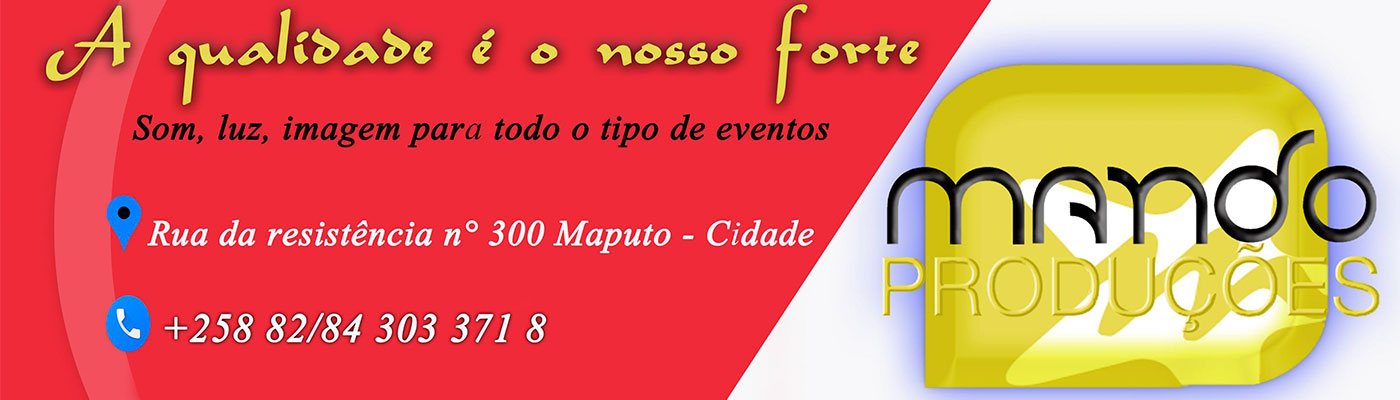 A qualidade é o nosso forte
Som, luz, imagem para todo o tipo de eventos
Rua da resistência n° 300 Maputo - Cidade
+258 82/84 303 371 8
mando
PRODUÇÕES